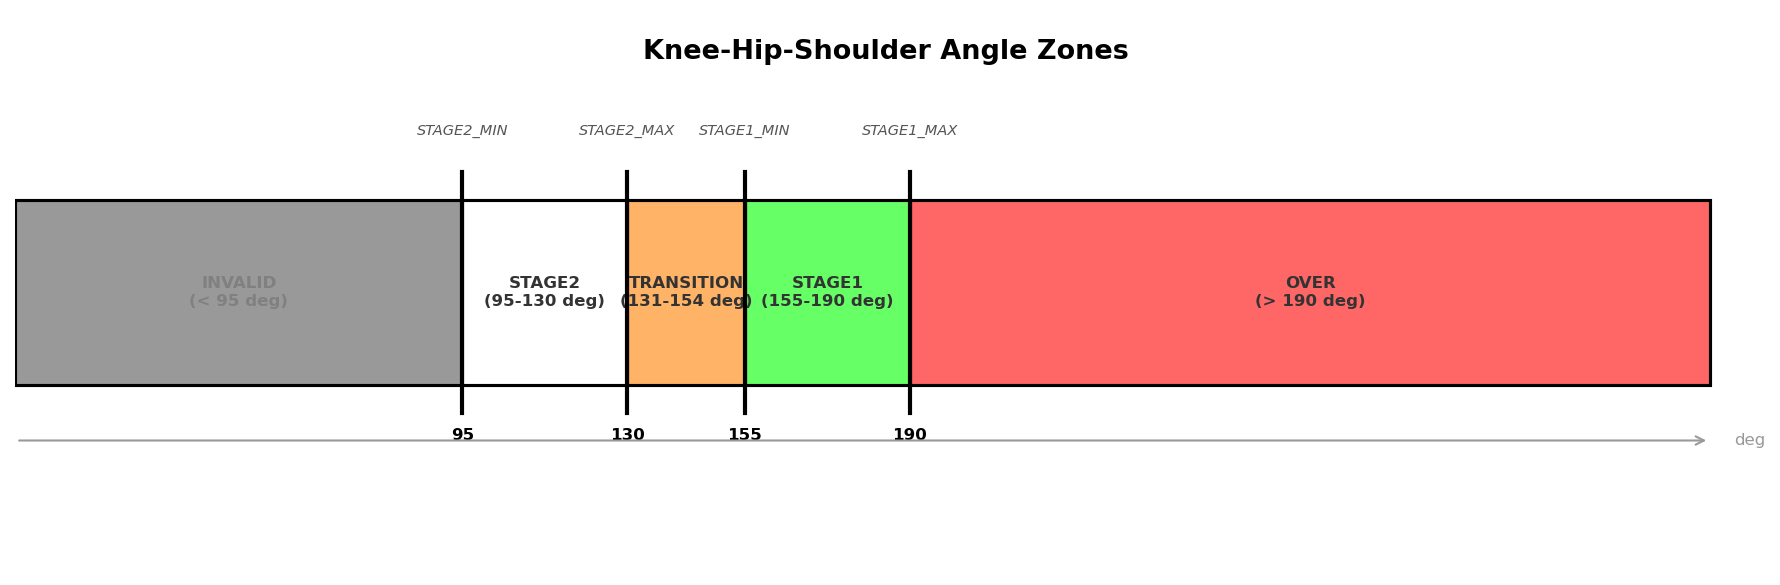 Knee-Hip-Shoulder Angle Zones
STAGE2_MIN STAGE2_MAX STAGE1_MIN STAGE1_MAX
INVALID
(< 95 deg)
STAGE2
(95-130 deg)
TRANSITION
(131-154 deg)
STAGE1
(155-190 deg)
OVER
(> 190 deg)
95 130 155 190
deg